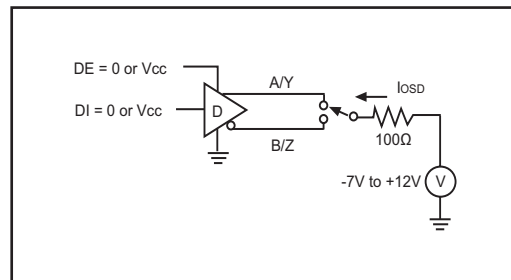 DE = 0 or Vcc
A/Y
IOSD
DI = 0 or Vcc
D
100Ω
B/Z
-7V to +12V
V